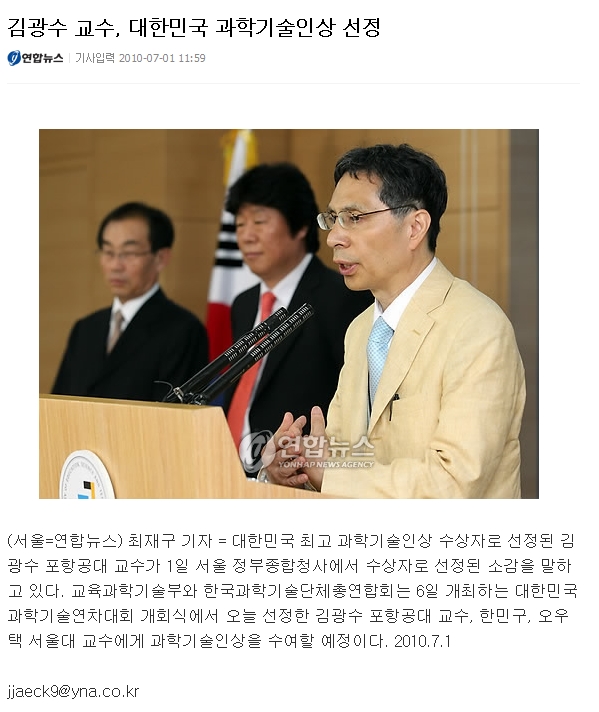 김광수 교수, 대한민국 과학기술인상 선정
연합뉴스 | 기사입력 2010-07-01 11:59
연합뉴스
YONHAP NEWS AGENCY
(서울=연합뉴스) 최재구 기자 = 대한민국 최고 과학기술인상 수상자로 선정된 김
광수 포항공대 교수가 1일 서울 정부종합청사에서 수상자로 선정된 소감을 말하
고 있다. 교육과학기술부와 한국과학기술단체총연합회는 6일 개최하는 대한민국
과학기술연차대회 개회식에서 오늘 선정한 김광수 포항공대 교수, 한민구, 오우
택 서울대 교수에게 과학기술인상을 수여할 예정이다. 2010.7.1
jjaeck9@yna.co.kr